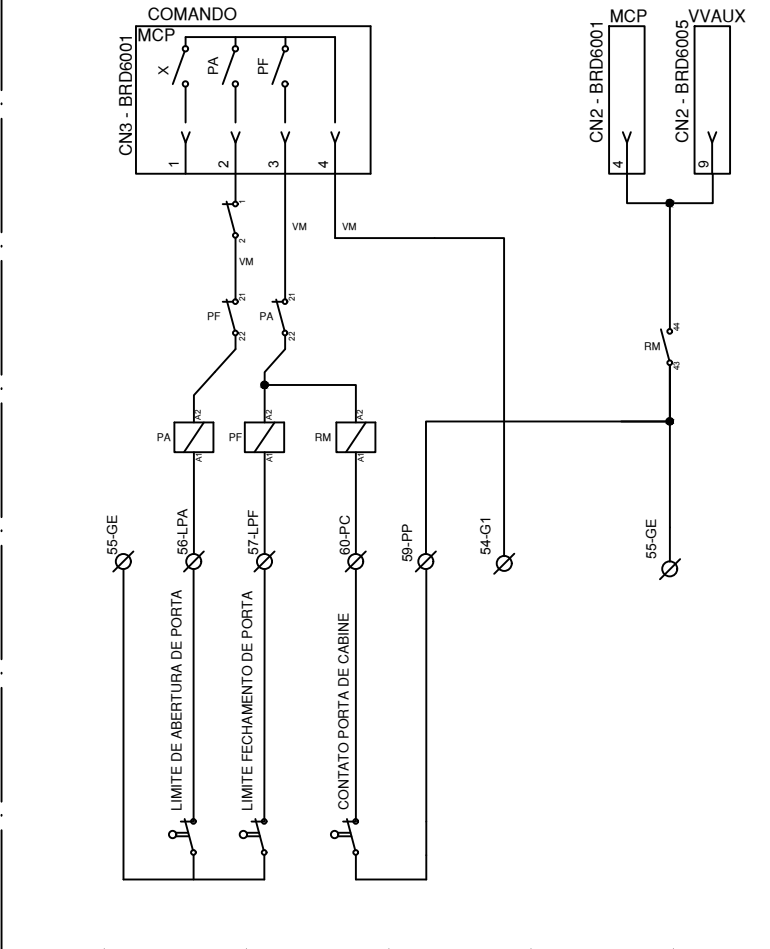 COMANDO
MCP
CN3 - BRD6001
X
PA
PF
1
2
3
4
MCP
VVAUX
CN2 - BRD6001
CN2 - BRD6005
4
9
1
2
VM
VM
VM
PF
21
22
PA
21
22
RM
44
43
PA
A2
A1
PF
A2
A1
RM
A2
A1
55-GE
56-LPA
57-LPF
60-PC
59-PP
54-G1
55-GE
LIMITE DE ABERTURA DE PORTA
LIMITE FECHAMENTO DE PORTA
CONTATO PORTA DE CABINE